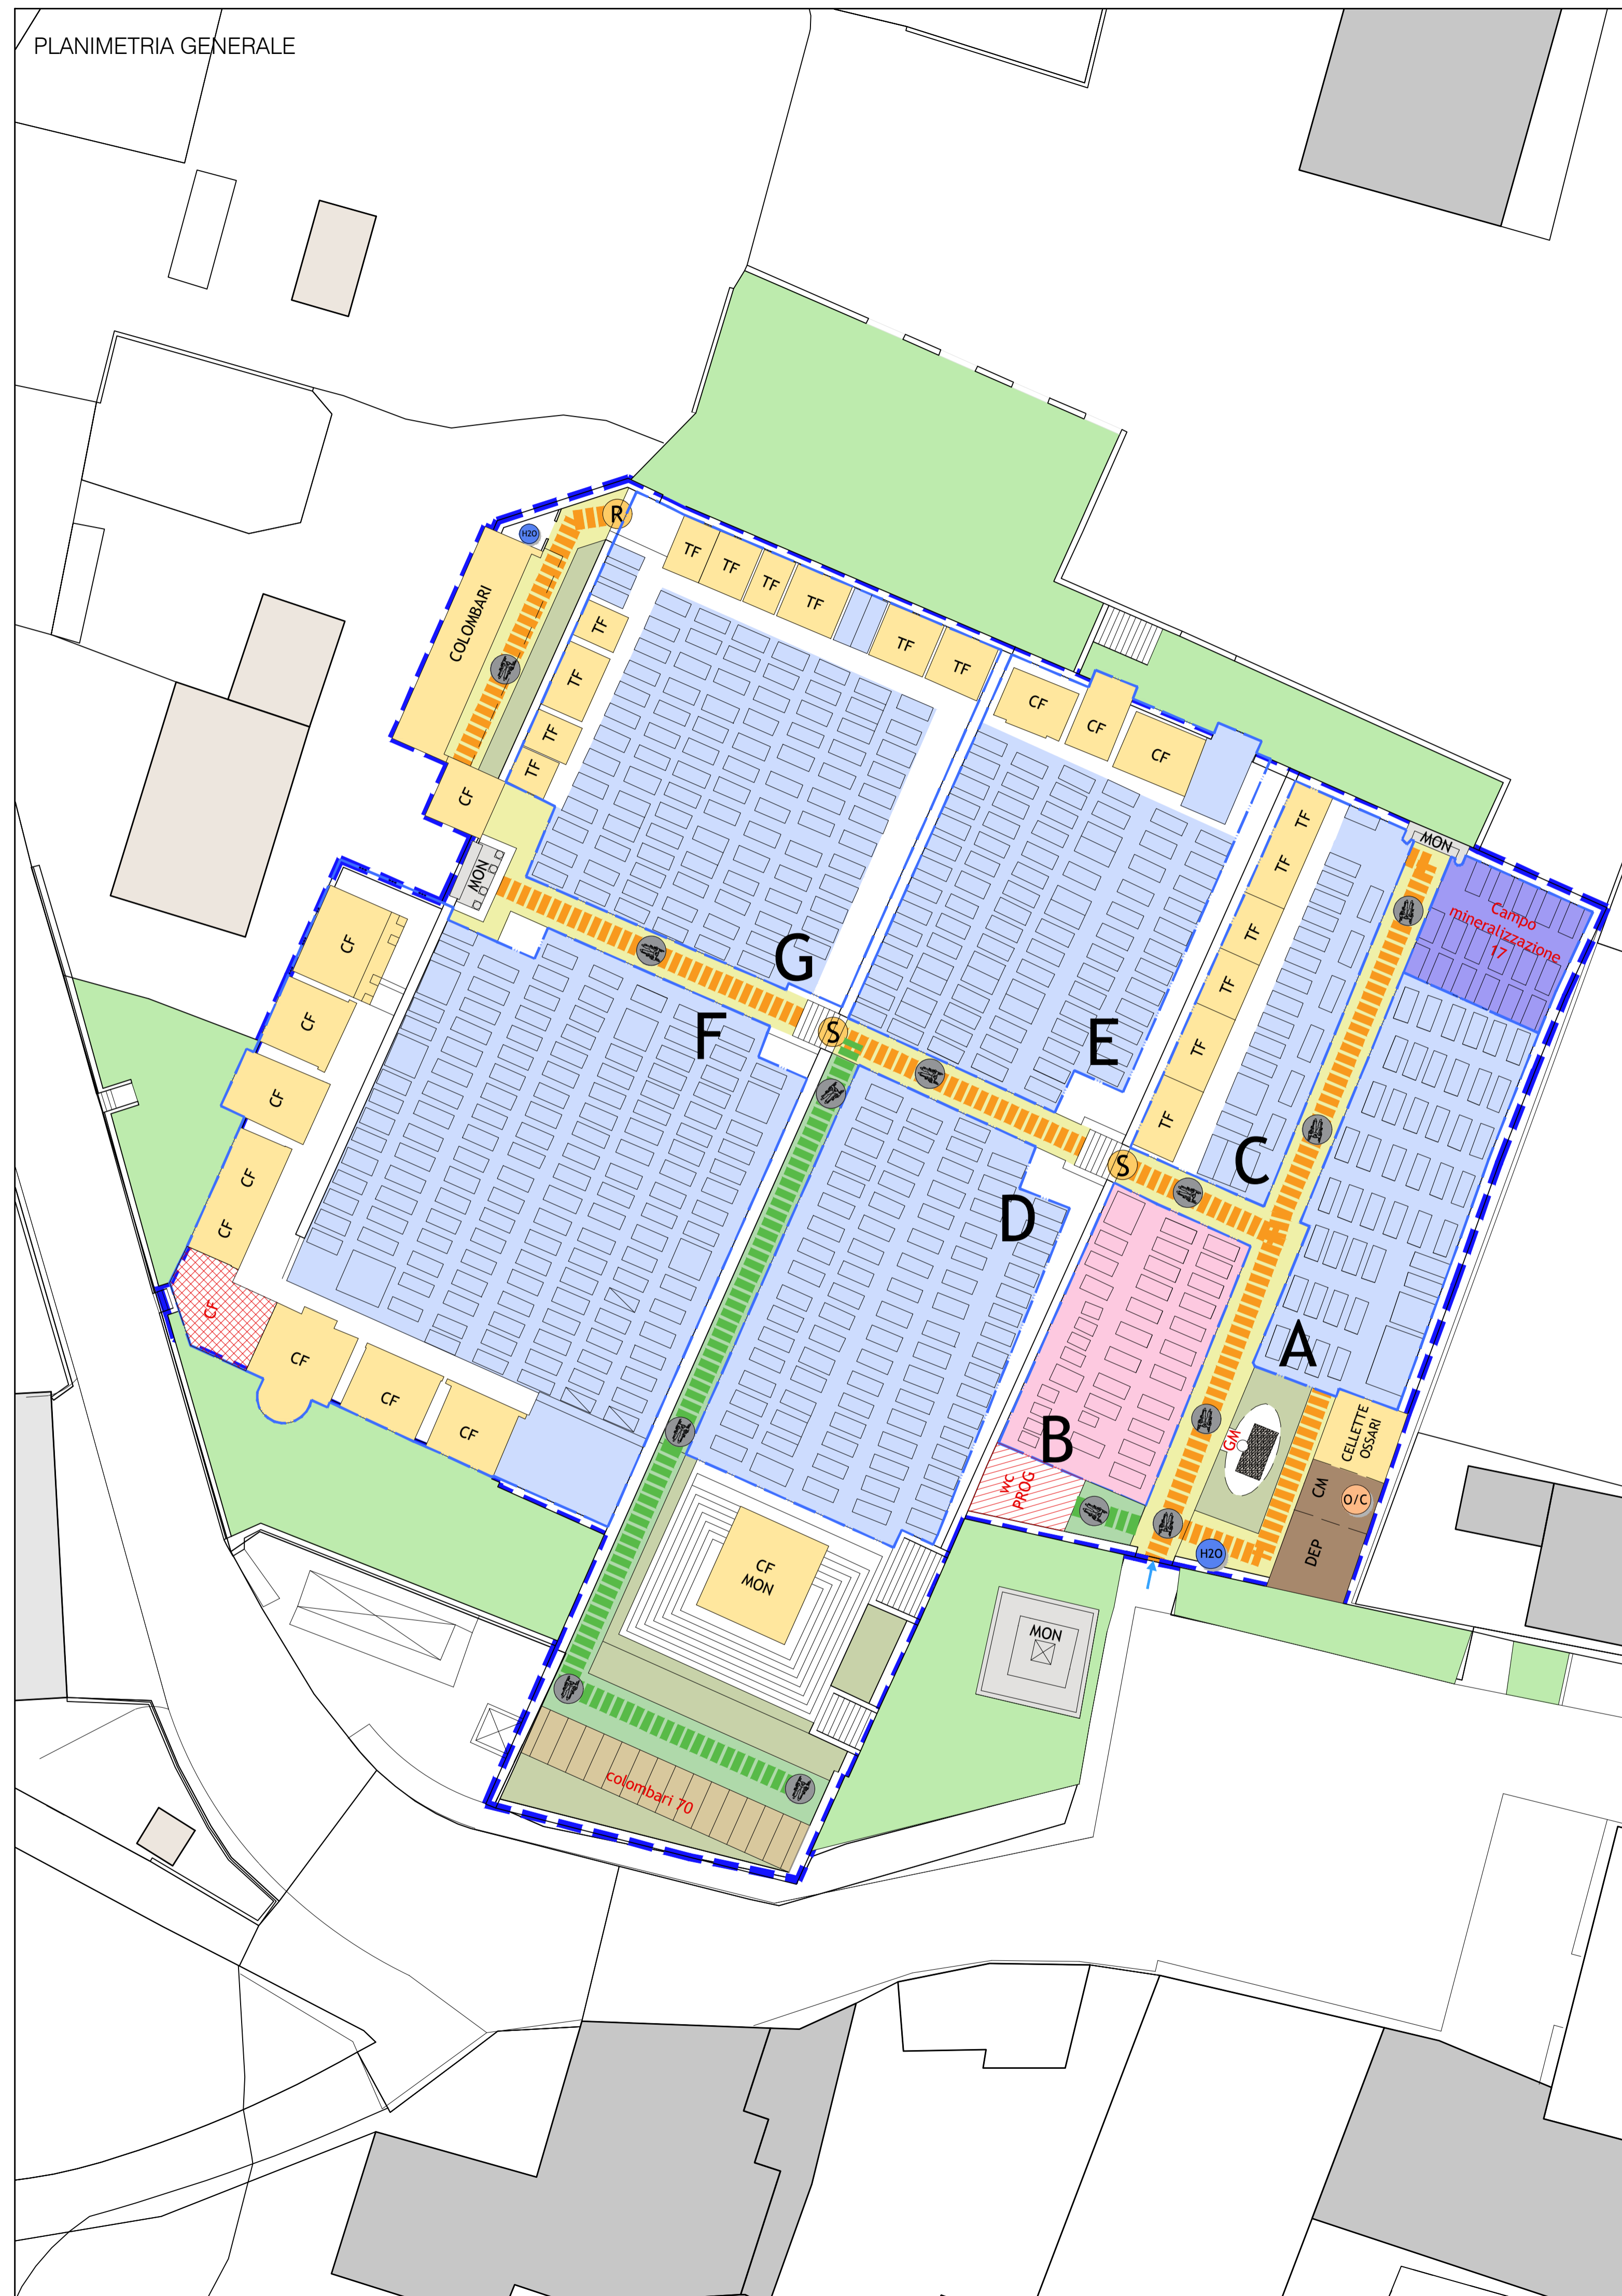 PLANIMETRIA GENERALE
R
H2O
COLOMBARI
TF
TF
TF
TF
TF
TF
TF
TF
TF
TF
CF
CF
CF
CF
MON
MON
TF
TF
TF
TF
TF
TF
Campo
mineralizzazione
17
G
F
S
E
S
C
D
A
B
CF
CF
CF
CF
CF
CF
CF
CF
CF
wc
PROG
GM
CELLETTE
OSSARI
CM
O/C
DEP
H2O
CF
MON
MON
colombari 70